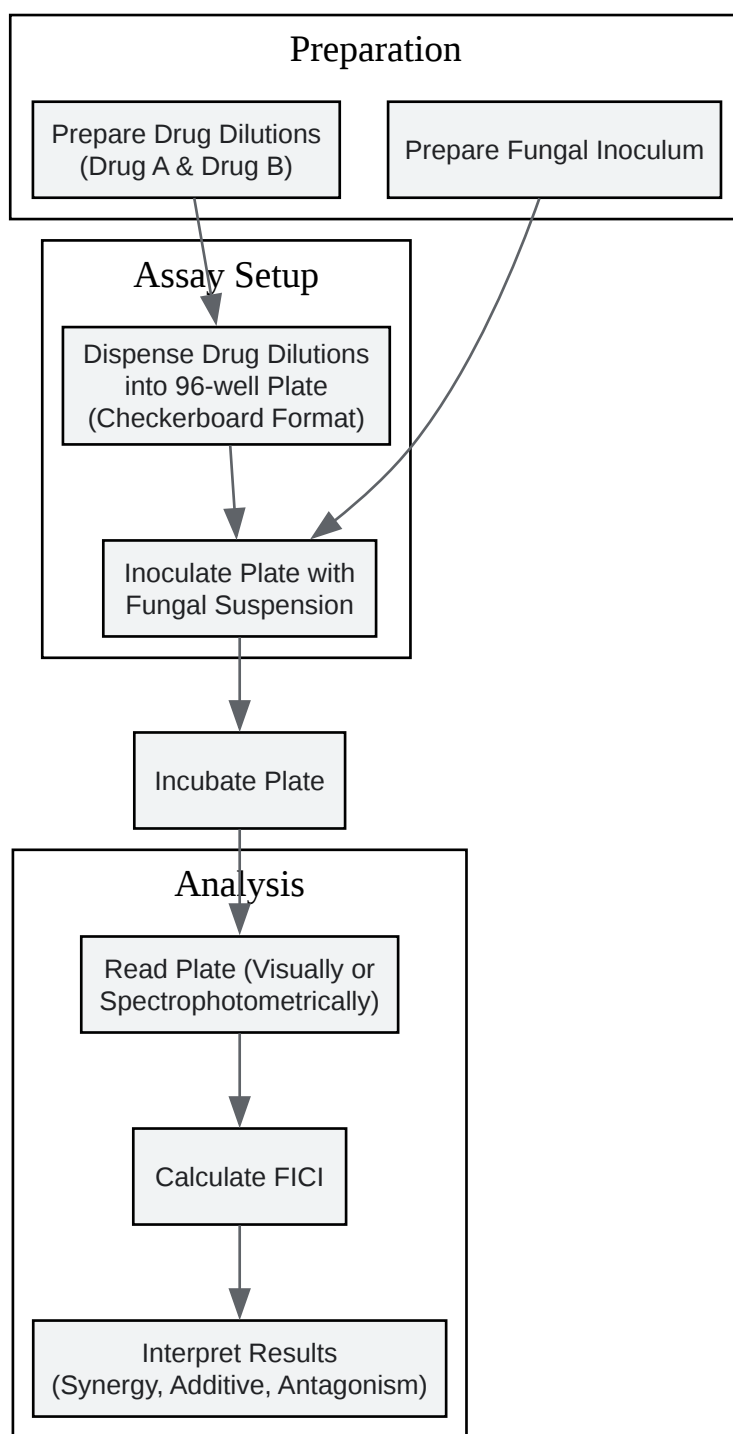 Preparation
Prepare Drug Dilutions
(Drug A & Drug B)
Prepare Fungal Inoculum
Assay Setup
Dispense Drug Dilutions
into 96-well Plate
(Checkerboard Format)
Inoculate Plate with
Fungal Suspension
Incubate Plate
Analysis
Read Plate (Visually or
Spectrophotometrically)
Calculate FICI
Interpret Results
(Synergy, Additive, Antagonism)